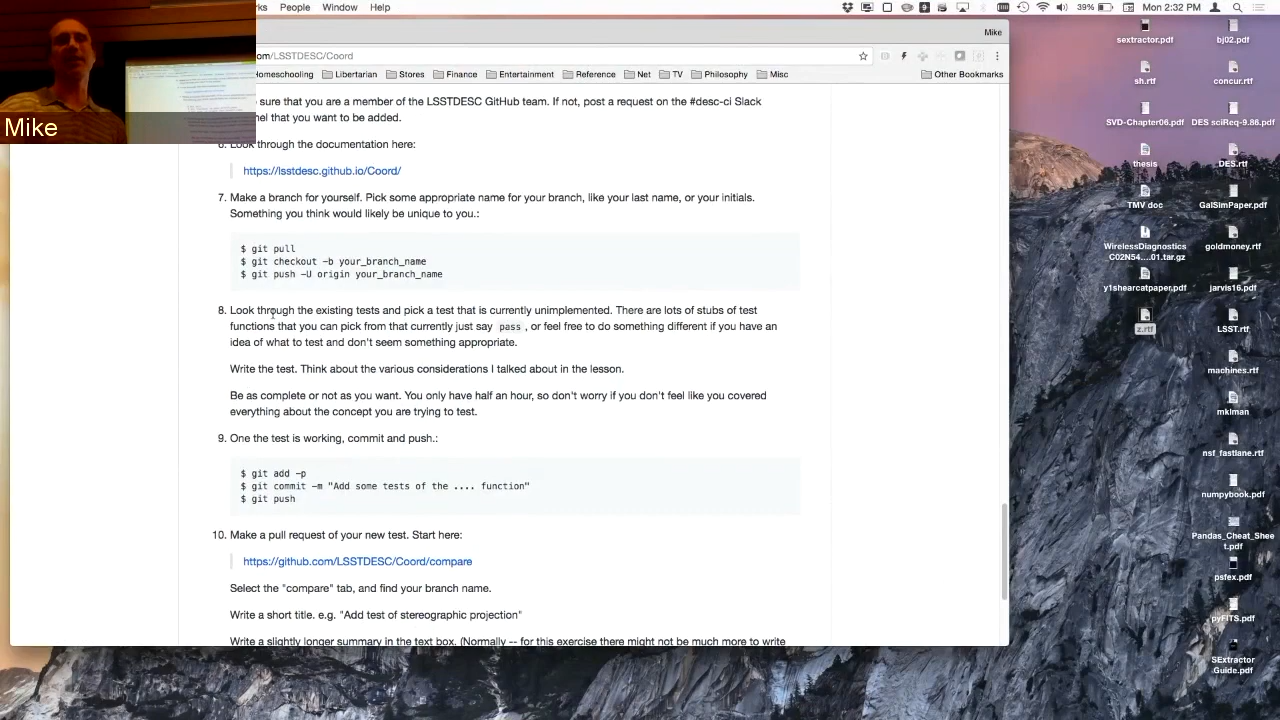 rks People Window Help
39% Mon 2:32 PM
Mike
om/LSSTDESC/Coord
Homeschooling Libertarian Stores Finance Entertainment Reference Net TV Philosophy Misc Other Bookmarks
sure that you are a member of the LSSTDESC GitHub team. If not, post a request on the #desc-ci Slack
nel that you want to be added.
Mike
6. Look through the documentation here:
https://lsstdesc.github.io/Coord/
7. Make a branch for yourself. Pick some appropriate name for your branch, like your last name, or your initials.
Something you think would likely be unique to you.:
$ git pull
$ git checkout -b your_branch_name
$ git push -U origin your_branch_name
8. Look through the existing tests and pick a test that is currently unimplemented. There are lots of stubs of test
functions that you can pick from that currently just say pass , or feel free to do something different if you have an
idea of what to test and don't seem something appropriate.
Write the test. Think about the various considerations I talked about in the lesson.
Be as complete or not as you want. You only have half an hour, so don't worry if you don't feel like you covered
everything about the concept you are trying to test.
9. One the test is working, commit and push.:
$ git add -p
$ git commit -m "Add some tests of the .... function"
$ git push
10. Make a pull request of your new test. Start here:
https://github.com/LSSTDESC/Coord/compare
Select the "compare" tab, and find your branch name.
Write a short title. e.g. "Add test of stereographic projection"
Write a slightly longer summary in the text box. (Normally -- for this exercise there might not be much more to write
sextractor.pdf bj02.pdf
sh.rtf concur.pdf
SVD-Chapter06.pdf DES sciReq-9.86.pdf
thesis DES.rtf
TMV doc GalSimPaper.pdf
WirelessDiagnostics
C02N54....01.tar.gz goldmoney.rtf
y1shearcatpaper.pdf jarvis16.pdf
z.rtf LSST.rtf
machines.rtf
mklman
nsf_fastlane.rtf
numpybook.pdf
Pandas_Cheat_Shee
t.pdf
psfex.pdf
pyFITS.pdf
SExtractor
Guide.pdf